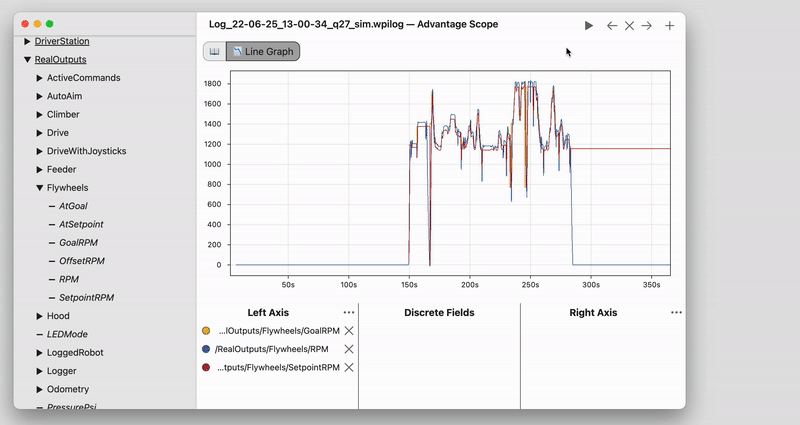 Log_22-06-25_13-00-34_q27_sim.wpilog — Advantage Scope
DriverStation
RealOutputs
ActiveCommands
AutoAim
Climber
Drive
DriveWithJoysticks
Feeder
Flywheels
AtGoal
AtSetpoint
GoalRPM
OffsetRPM
RPM
SetpointRPM
Hood
LEDMode
LoggedRobot
Logger
Odometry
PressurePsi
Line Graph
1800
1600
1400
1200
1000
800
600
400
200
0
50s 100s 150s 200s 250s 300s 350s
Left Axis ••• Discrete Fields Right Axis •••
...lOutputs/Flywheels/GoalRPM
/RealOutputs/Flywheels/RPM
...tputs/Flywheels/SetpointRPM